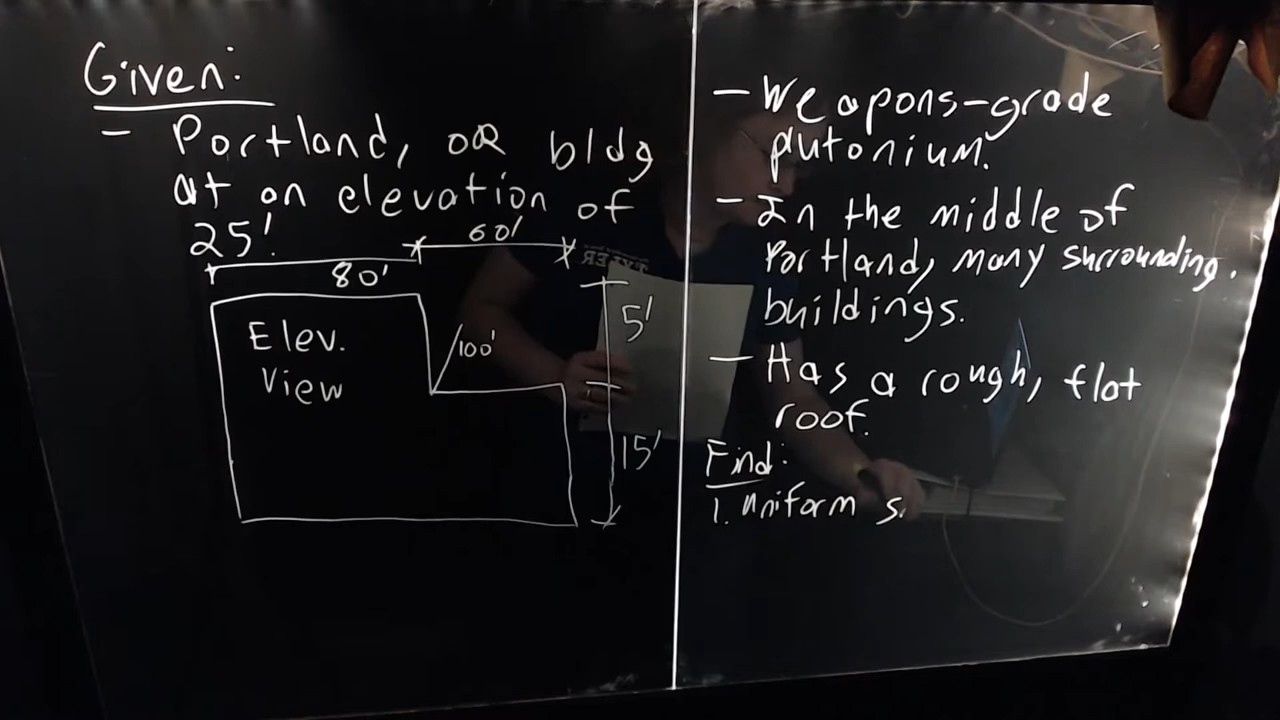 Given:
- Portland, OR bldg
at an elevation of
25'.
60'
80'
Elev.
View
100'
5'
15'
- Weapons-grade
plutonium.
- In the middle of
Portland, many surrounding
buildings.
- Has a rough, flat
roof.
Find:
1. Uniform s